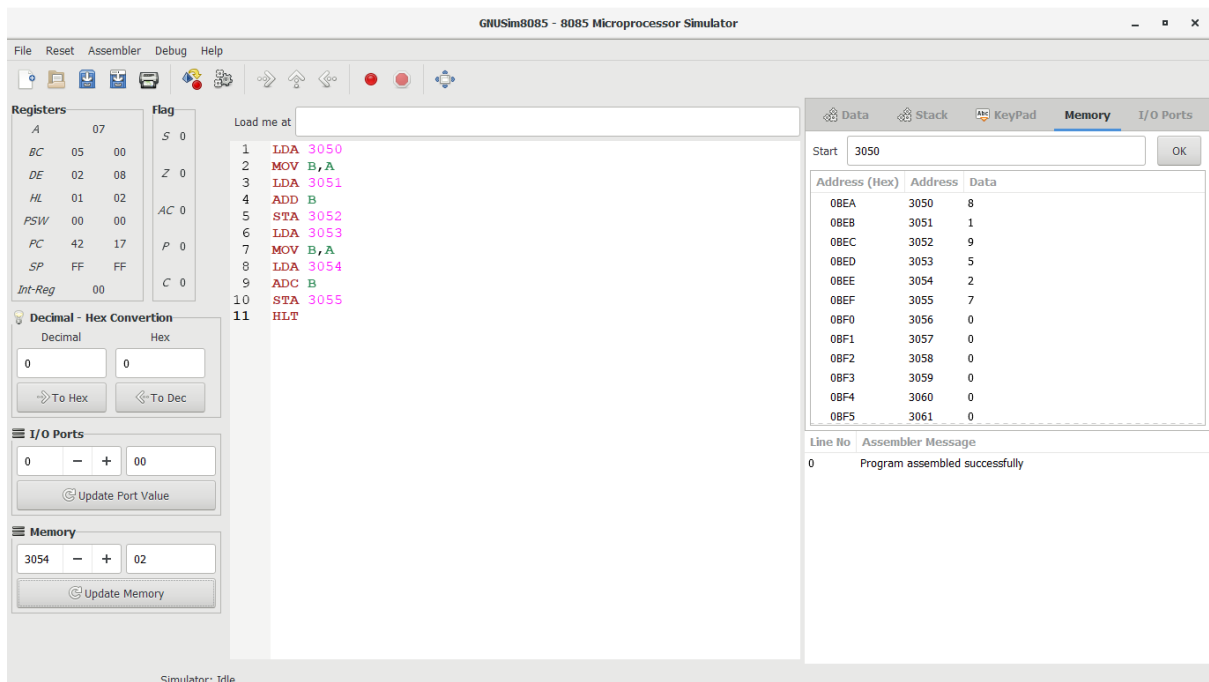 GNUSim8085 - 8085 Microprocessor Simulator
File Reset Assembler Debug Help
Registers
A 07
BC 05 00
DE 02 08
HL 01 02
PSW 00 00
PC 42 17
SP FF FF
Int-Reg 00
Flag
S 0
Z 0
AC 0
P 0
C 0
Decimal - Hex Convertion
Decimal Hex
0 0
To Hex To Dec
I/O Ports
0 − + 00
Update Port Value
Memory
3054 − + 02
Update Memory
Load me at
1 LDA 3050
2 MOV B,A
3 LDA 3051
4 ADD B
5 STA 3052
6 LDA 3053
7 MOV B,A
8 LDA 3054
9 ADC B
10 STA 3055
11 HLT
Data Stack Abc KeyPad Memory I/O Ports
Start 3050 OK
Address (Hex) Address Data
0BEA 3050 8
0BEB 3051 1
0BEC 3052 9
0BED 3053 5
0BEE 3054 2
0BEF 3055 7
0BF0 3056 0
0BF1 3057 0
0BF2 3058 0
0BF3 3059 0
0BF4 3060 0
0BF5 3061 0
Line No Assembler Message
0 Program assembled successfully
Simulator: Idle